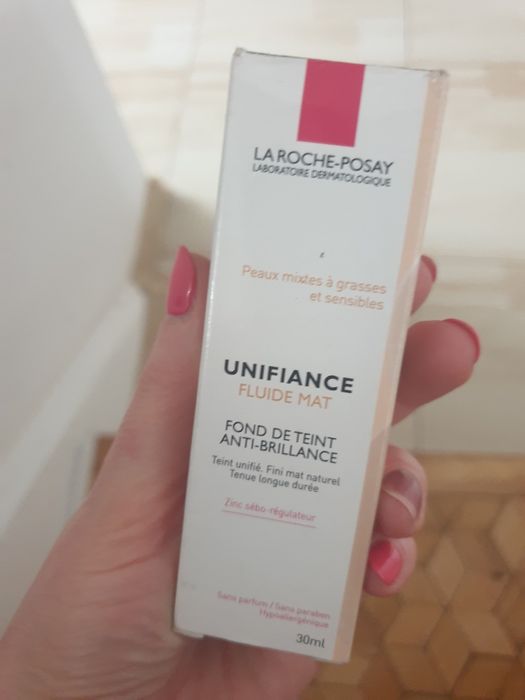 LA ROCHE-POSAY
LABORATOIRE DERMATOLOGIQUE
Peaux mixtes à grasses
et sensibles
UNIFIANCE
FLUIDE MAT
FOND DE TEINT
ANTI-BRILLANCE
Teint unifié. Fini mat naturel
Tenue longue durée
Zinc sébo-régulateur
Sans parfum / Sans paraben
Hypoallergénique
30ml